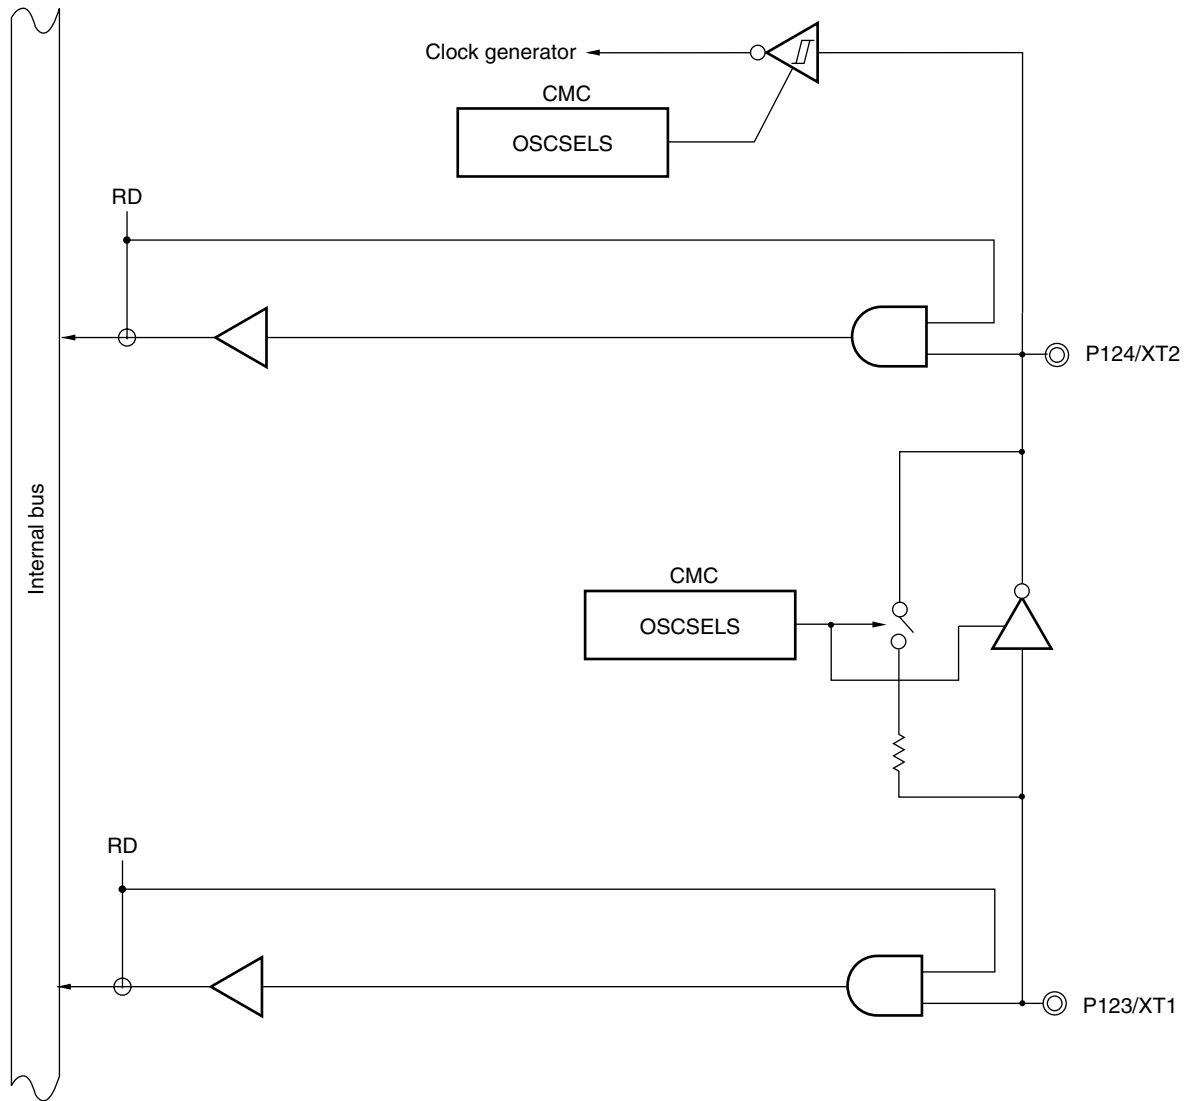 Clock generator
CMC
OSCSELS
RD
P124/XT2
Internal bus
CMC
OSCSELS
RD
P123/XT1